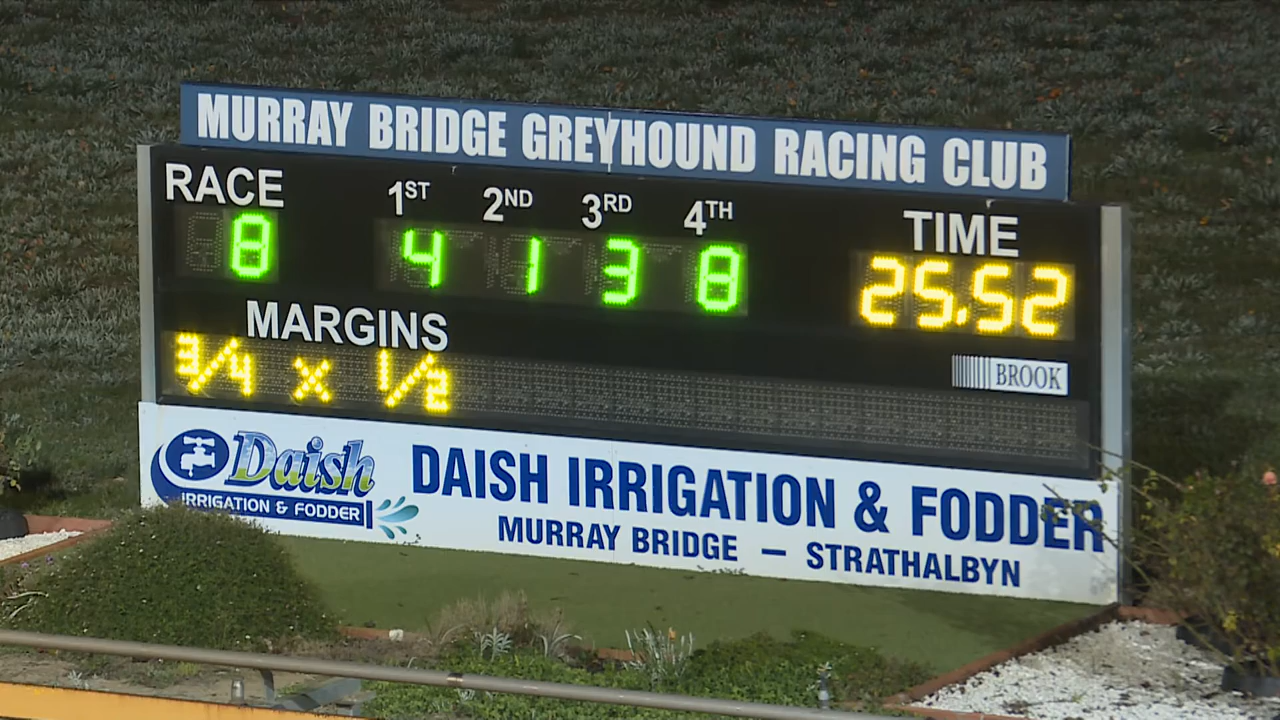 MURRAY BRIDGE GREYHOUND RACING CLUB
RACE 1ST 2ND 3RD 4TH TIME
8 4 1 3 8 25.52
MARGINS
3/4 x 1/2
BROOK
Daish
IRRIGATION & FODDER
DAISH IRRIGATION & FODDER
MURRAY BRIDGE – STRATHALBYN